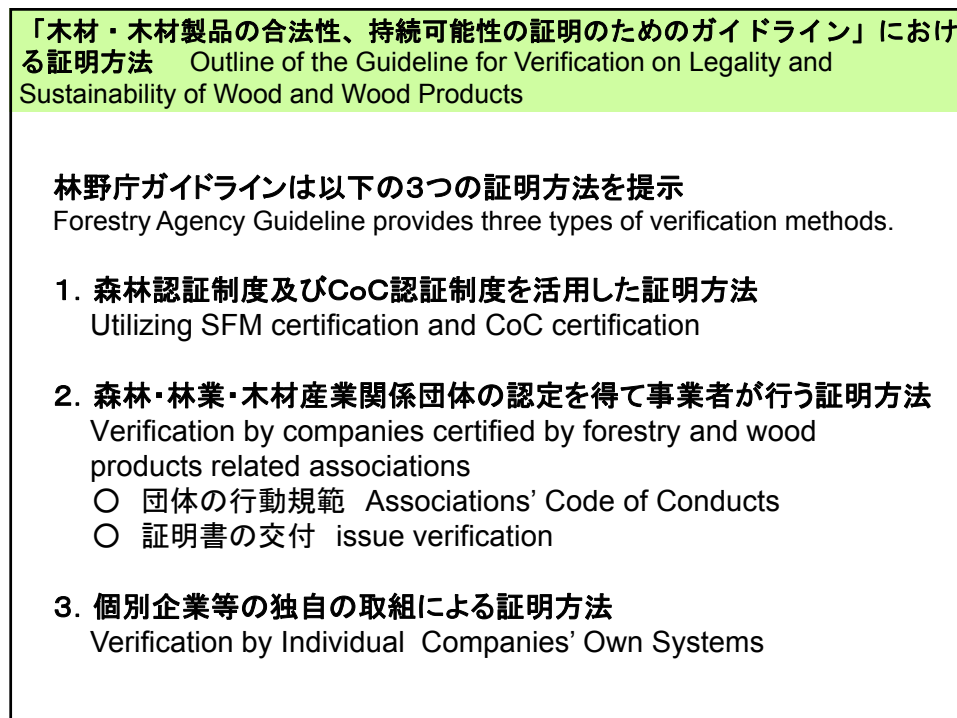 「木材・木材製品の合法性、持続可能性の証明のためのガイドライン」におけ
る証明方法　Outline of the Guideline for Verification on Legality and
Sustainability of Wood and Wood Products
林野庁ガイドラインは以下の３つの証明方法を提示
Forestry Agency Guideline provides three types of verification methods.
１．森林認証制度及びＣｏＣ認証制度を活用した証明方法
Utilizing SFM certification and CoC certification
２．森林・林業・木材産業関係団体の認定を得て事業者が行う証明方法
Verification by companies certified by forestry and wood
products related associations
○　団体の行動規範　Associations’ Code of Conducts
○　証明書の交付　issue verification
３．個別企業等の独自の取組による証明方法
Verification by Individual Companies’ Own Systems